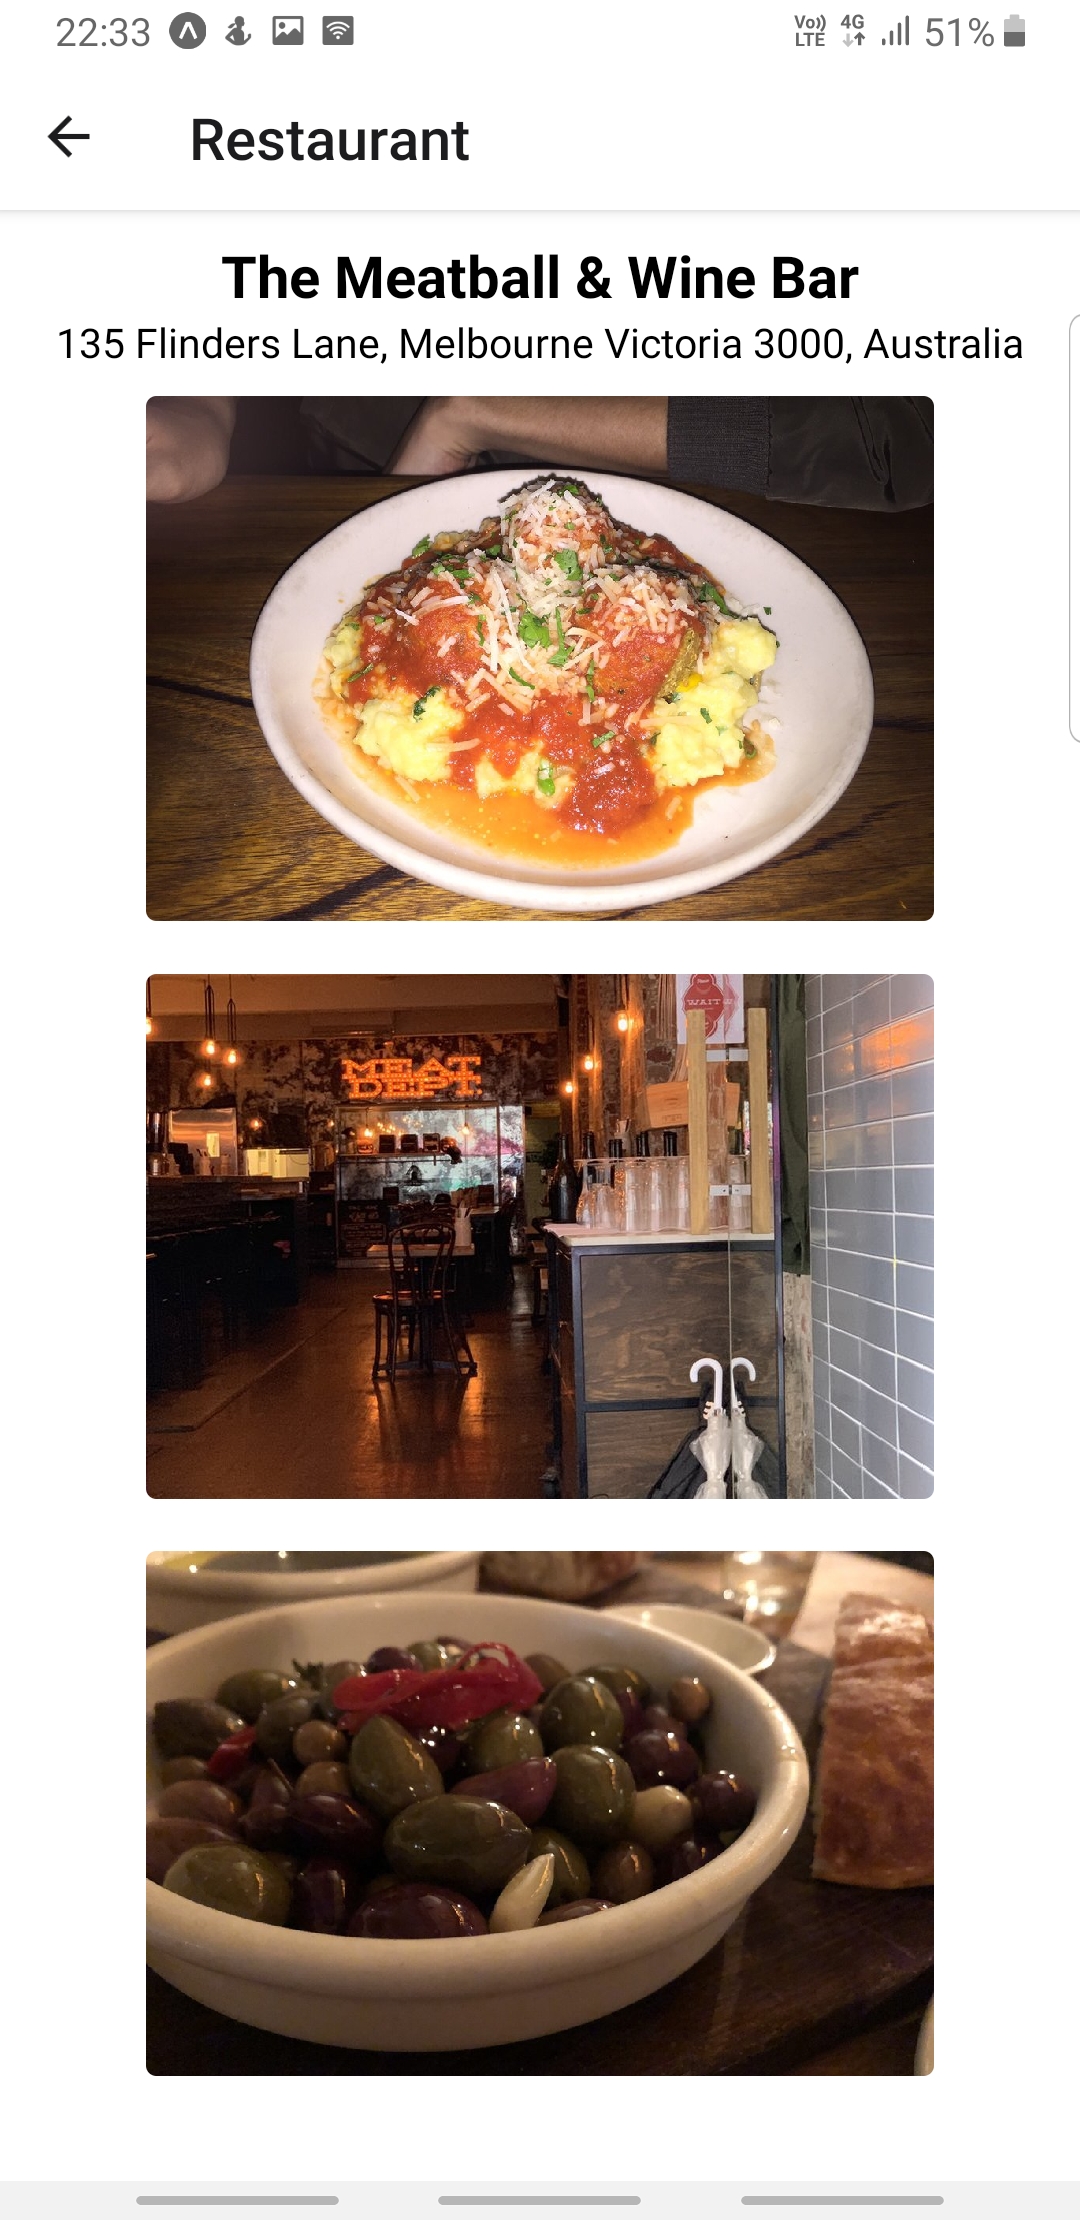 22:33
Vo)) LTE 4G 51%
Restaurant
The Meatball & Wine Bar
135 Flinders Lane, Melbourne Victoria 3000, Australia
MEAT
DEPT.
WAIT